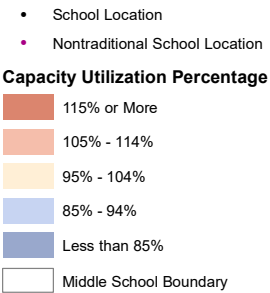 School Location
Nontraditional School Location
Capacity Utilization Percentage
115% or More
105% - 114%
95% - 104%
85% - 94%
Less than 85%
Middle School Boundary